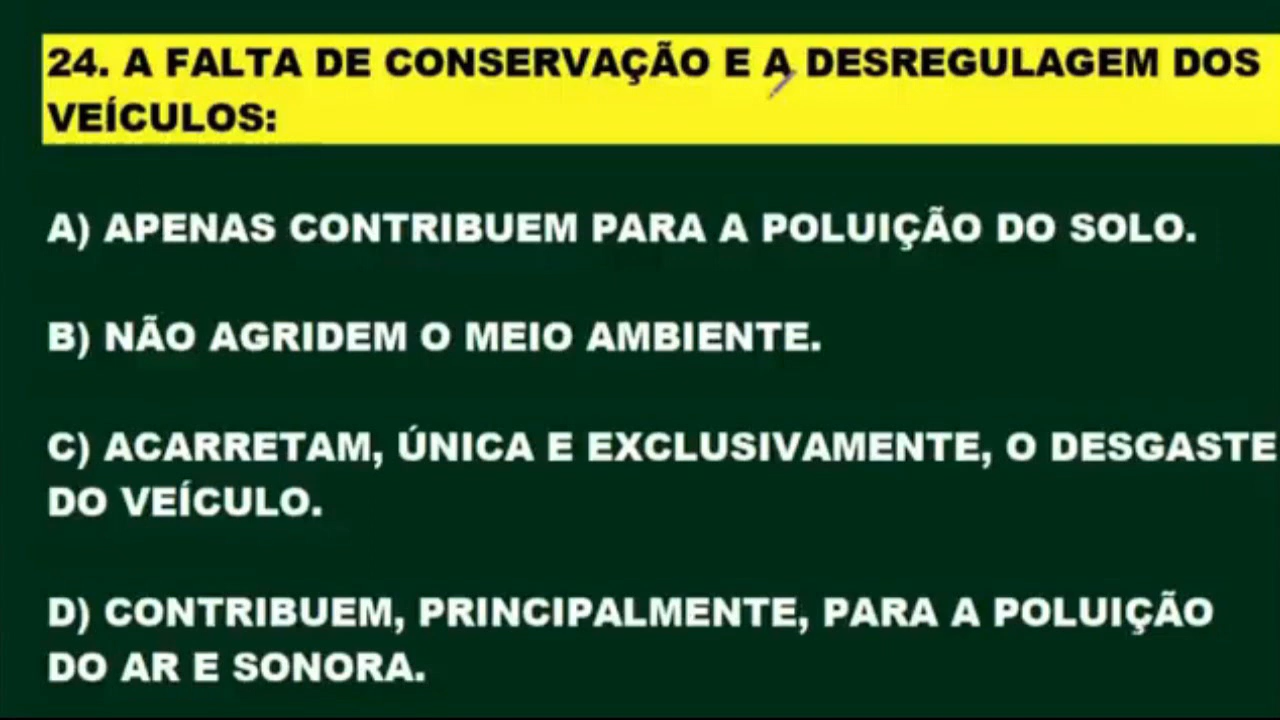 24. A FALTA DE CONSERVAÇÃO E A DESREGULAGEM DOS
VEÍCULOS:
A) APENAS CONTRIBUEM PARA A POLUIÇÃO DO SOLO.
B) NÃO AGRIDEM O MEIO AMBIENTE.
C) ACARRETAM, ÚNICA E EXCLUSIVAMENTE, O DESGASTE
DO VEÍCULO.
D) CONTRIBUEM, PRINCIPALMENTE, PARA A POLUIÇÃO
DO AR E SONORA.